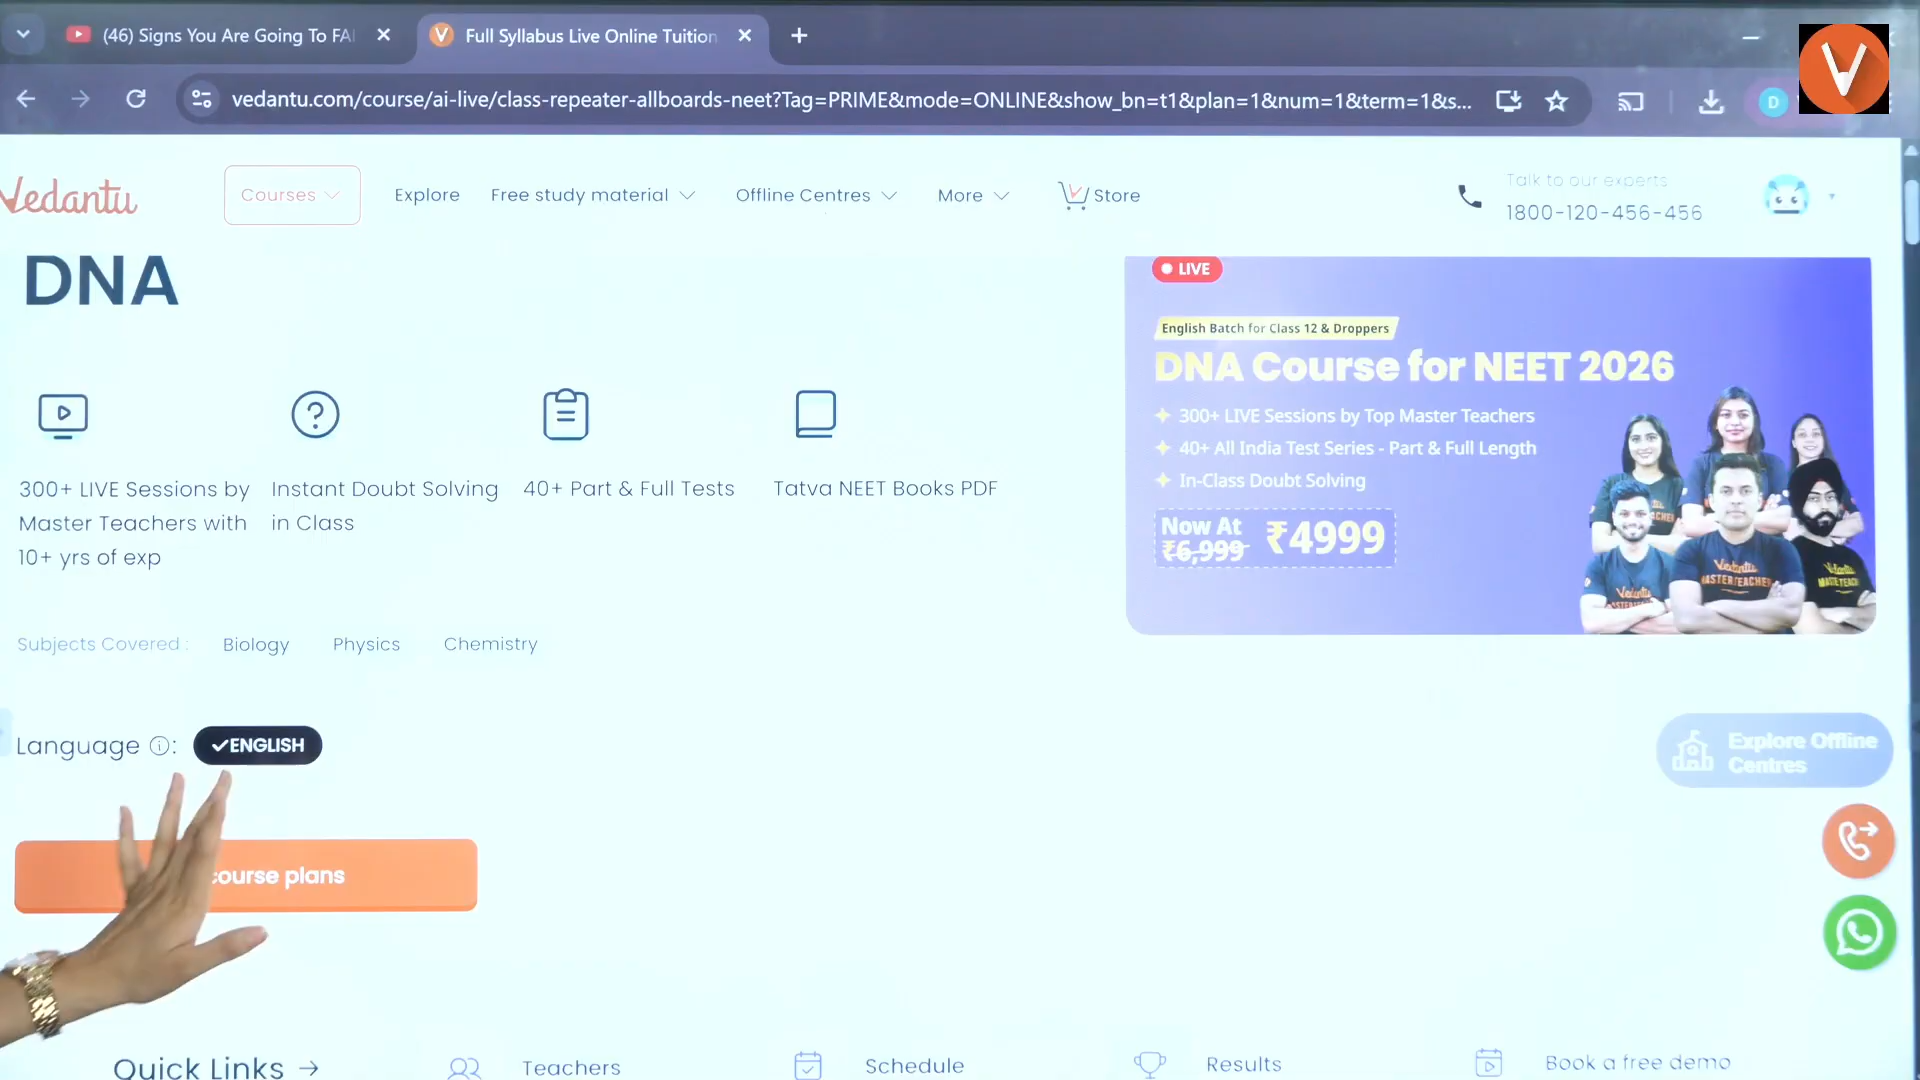 (46) Signs You Are Going To FAI
Full Syllabus Live Online Tuition
vedantu.com/course/ai-live/class-repeater-allboards-neet?Tag=PRIME&mode=ONLINE&show_bn=t1&plan=1&num=1&term=1&s...
D
V
Vedantu
Courses
Explore
Free study material
Offline Centres
More
Store
Talk to our experts
1800-120-456-456
DNA
300+ LIVE Sessions by
Master Teachers with
10+ yrs of exp
Instant Doubt Solving
in Class
40+ Part & Full Tests
Tatva NEET Books PDF
LIVE
English Batch for Class 12 & Droppers
DNA Course for NEET 2026
300+ LIVE Sessions by Top Master Teachers
40+ All India Test Series - Part & Full Length
In-Class Doubt Solving
Now At
₹6,999
₹4999
Vedantu
MASTER TEACHER
Subjects Covered :
Biology
Physics
Chemistry
Language ⓘ:
ENGLISH
Explore Offline
Centres
course plans
Quick Links →
Teachers
Schedule
Results
Book a free demo